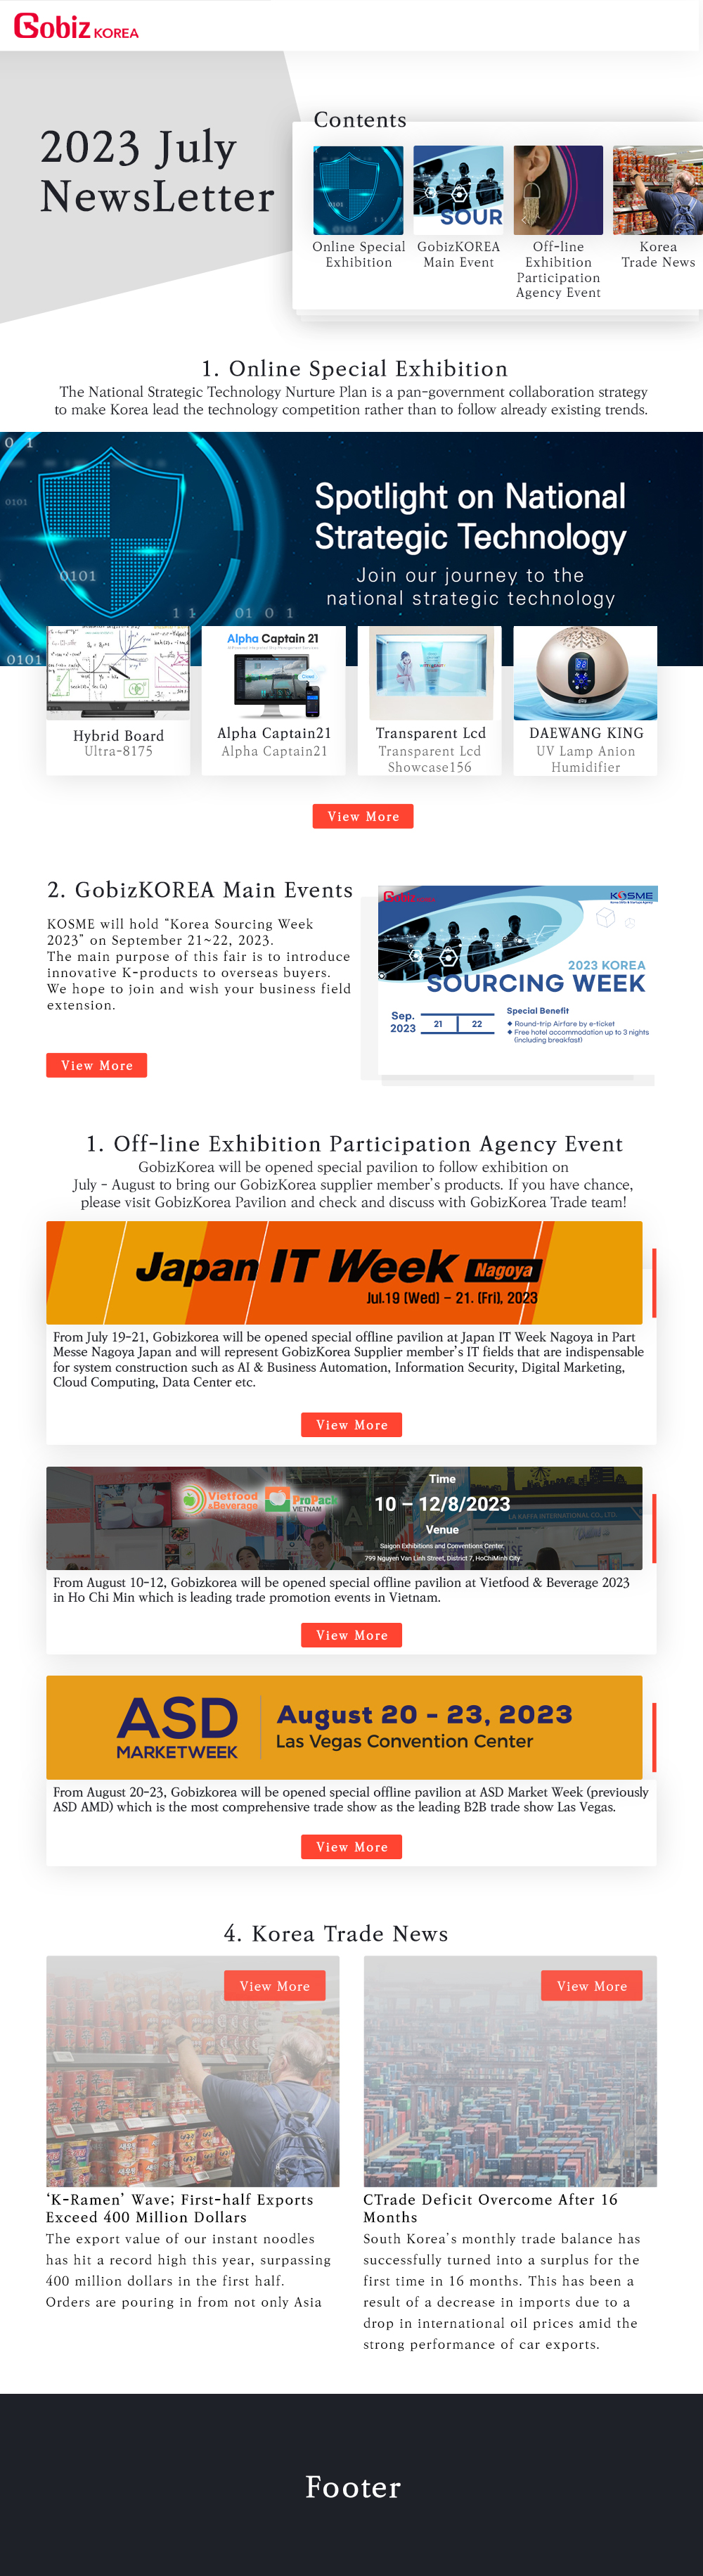 Gobiz KOREA
2023 July
NewsLetter
Contents
0101
SOUR
Online Special
Exhibition
GobizKOREA
Main Event
Off-line
Exhibition
Participation
Agency Event
Korea
Trade News
1. Online Special Exhibition
The National Strategic Technology Nurture Plan is a pan-government collaboration strategy
to make Korea lead the technology competition rather than to follow already existing trends.
0 1
0101
0101
1 1 01 0 1
0101
Spotlight on National
Strategic Technology
Join our journey to the
national strategic technology
Hybrid Board
Ultra-8175
Alpha Captain 21
Alpha Captain21
Alpha Captain21
Transparent Lcd
Transparent Lcd
Showcase156
DAEWANG KING
UV Lamp Anion
Humidifier
View More
2. GobizKOREA Main Events
KOSME will hold “Korea Sourcing Week
2023” on September 21~22, 2023.
The main purpose of this fair is to introduce
innovative K-products to overseas buyers.
We hope to join and wish your business field
extension.
View More
Gobiz
KOSME
2023 KOREA
SOURCING WEEK
Sep.
2023
21 22
Special Benefit
Round-trip Airfare by e-ticket
Free hotel accommodation up to 3 nights
(including breakfast)
1. Off-line Exhibition Participation Agency Event
GobizKorea will be opened special pavilion to follow exhibition on
July - August to bring our GobizKorea supplier member’s products. If you have chance,
please visit GobizKorea Pavilion and check and discuss with GobizKorea Trade team!
Japan IT Week Nagoya
Jul.19 (Wed) - 21. (Fri), 2023
From July 19-21, Gobizkorea will be opened special offline pavilion at Japan IT Week Nagoya in Part
Messe Nagoya Japan and will represent GobizKorea Supplier member’s IT fields that are indispensable
for system construction such as AI & Business Automation, Information Security, Digital Marketing,
Cloud Computing, Data Center etc.
View More
Vietfood
&Beverage
ProPack
VIETNAM
Time
10 – 12/8/2023
Venue
Saigon Exhibitions and Conventions Center
799 Nguyen Van Linh Street, District 7, HoChiMinh City
LA KAFFA INTERNATIONAL CO., LTD.
From August 10-12, Gobizkorea will be opened special offline pavilion at Vietfood & Beverage 2023
in Ho Chi Min which is leading trade promotion events in Vietnam.
View More
ASD
MARKETWEEK
August 20 - 23, 2023
Las Vegas Convention Center
From August 20-23, Gobizkorea will be opened special offline pavilion at ASD Market Week (previously
ASD AMD) which is the most comprehensive trade show as the leading B2B trade show Las Vegas.
View More
4. Korea Trade News
View More
‘K-Ramen’ Wave; First-half Exports
Exceed 400 Million Dollars
The export value of our instant noodles
has hit a record high this year, surpassing
400 million dollars in the first half.
Orders are pouring in from not only Asia
View More
CTrade Deficit Overcome After 16
Months
South Korea’s monthly trade balance has
successfully turned into a surplus for the
first time in 16 months. This has been a
result of a decrease in imports due to a
drop in international oil prices amid the
strong performance of car exports.
Footer